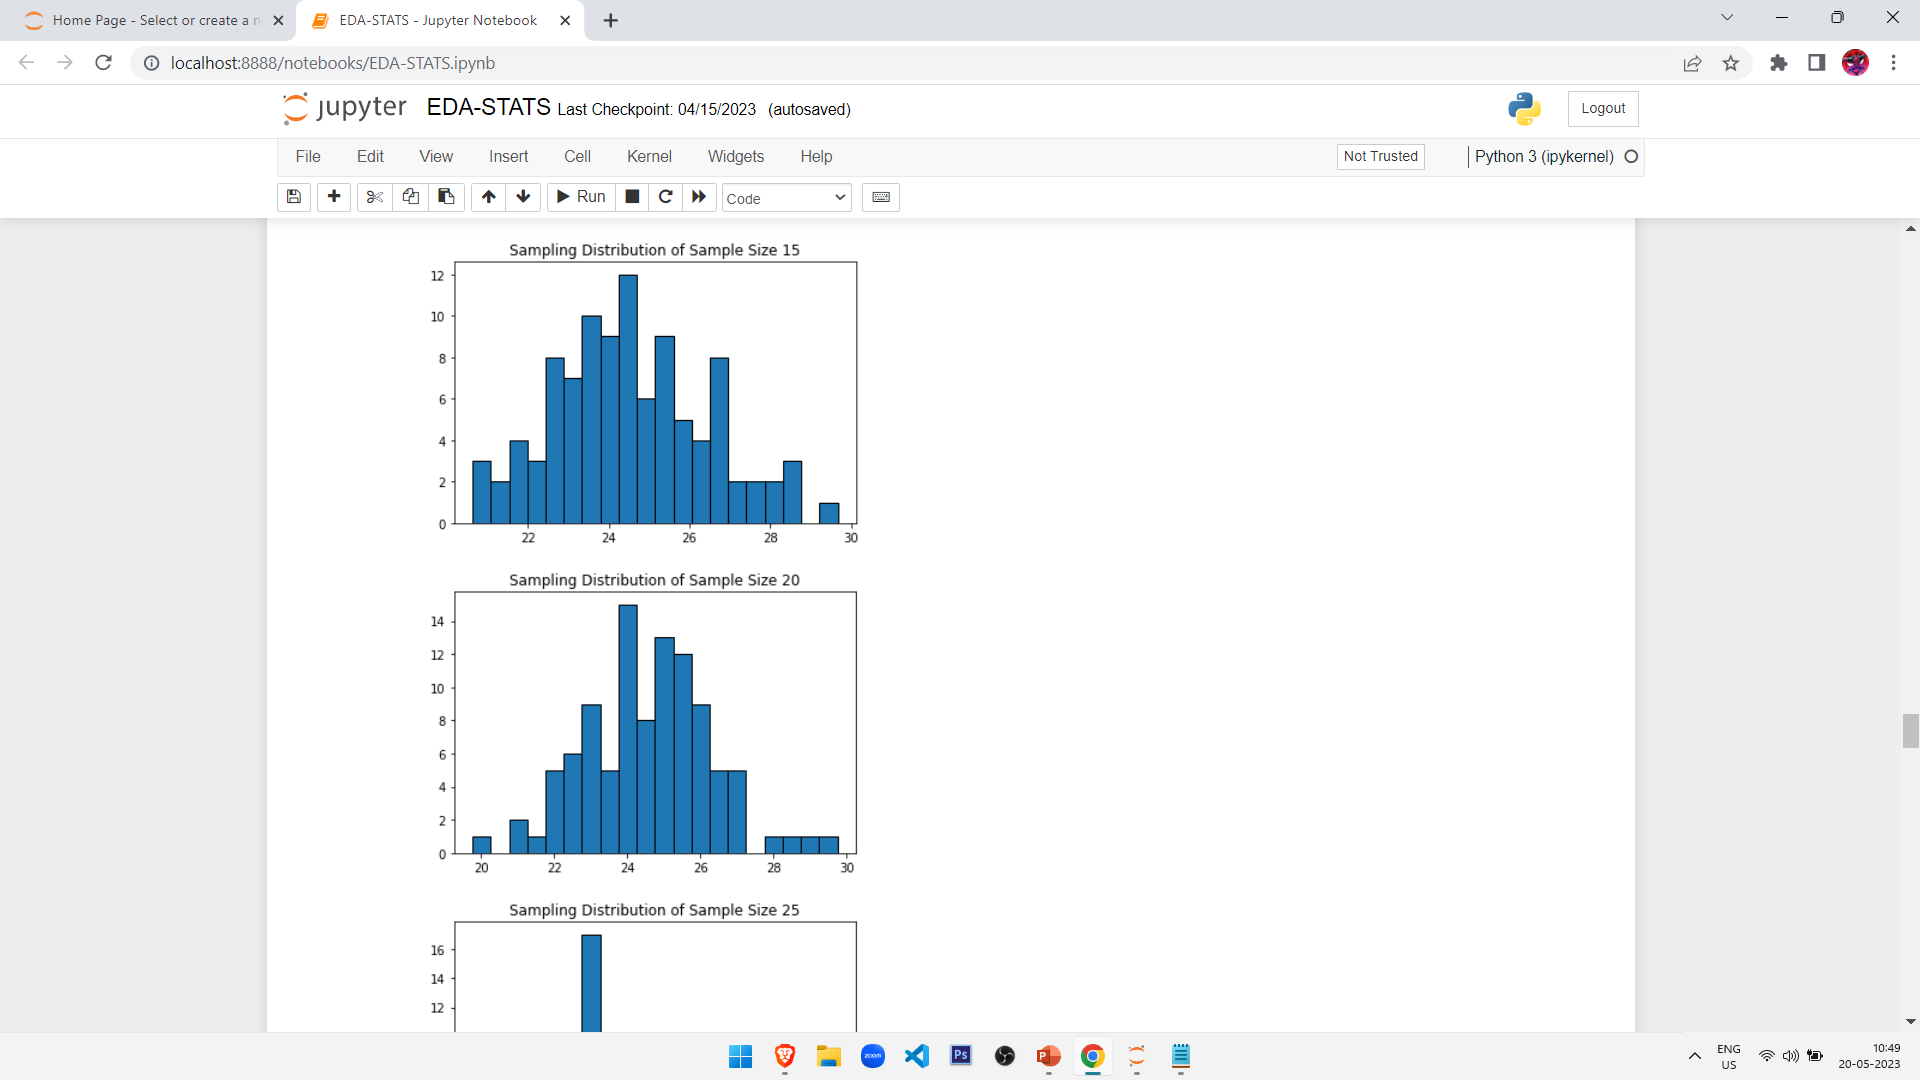 Home Page - Select or create a n
EDA-STATS - Jupyter Notebook
localhost:8888/notebooks/EDA-STATS.ipynb
jupyter EDA-STATS Last Checkpoint: 04/15/2023 (autosaved)
Logout
File Edit View Insert Cell Kernel Widgets Help
Not Trusted
Python 3 (ipykernel)
Run
Code
Sampling Distribution of Sample Size 15
12
10
8
6
4
2
0
22 24 26 28 30
Sampling Distribution of Sample Size 20
14
12
10
8
6
4
2
0
20 22 24 26 28 30
Sampling Distribution of Sample Size 25
16
14
12
zoom
Ps
P
ENG
US
10:49
20-05-2023